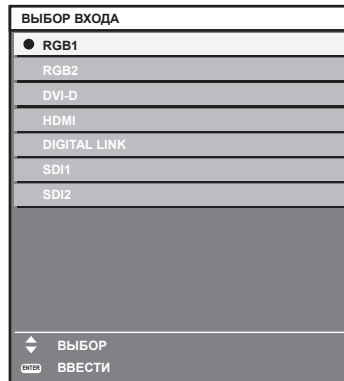 ВЫБОР ВХОДА
RGB1
RGB2
DVI-D
HDMI
DIGITAL LINK
SDI1
SDI2
ВЫБОР
ENTER ВВЕСТИ